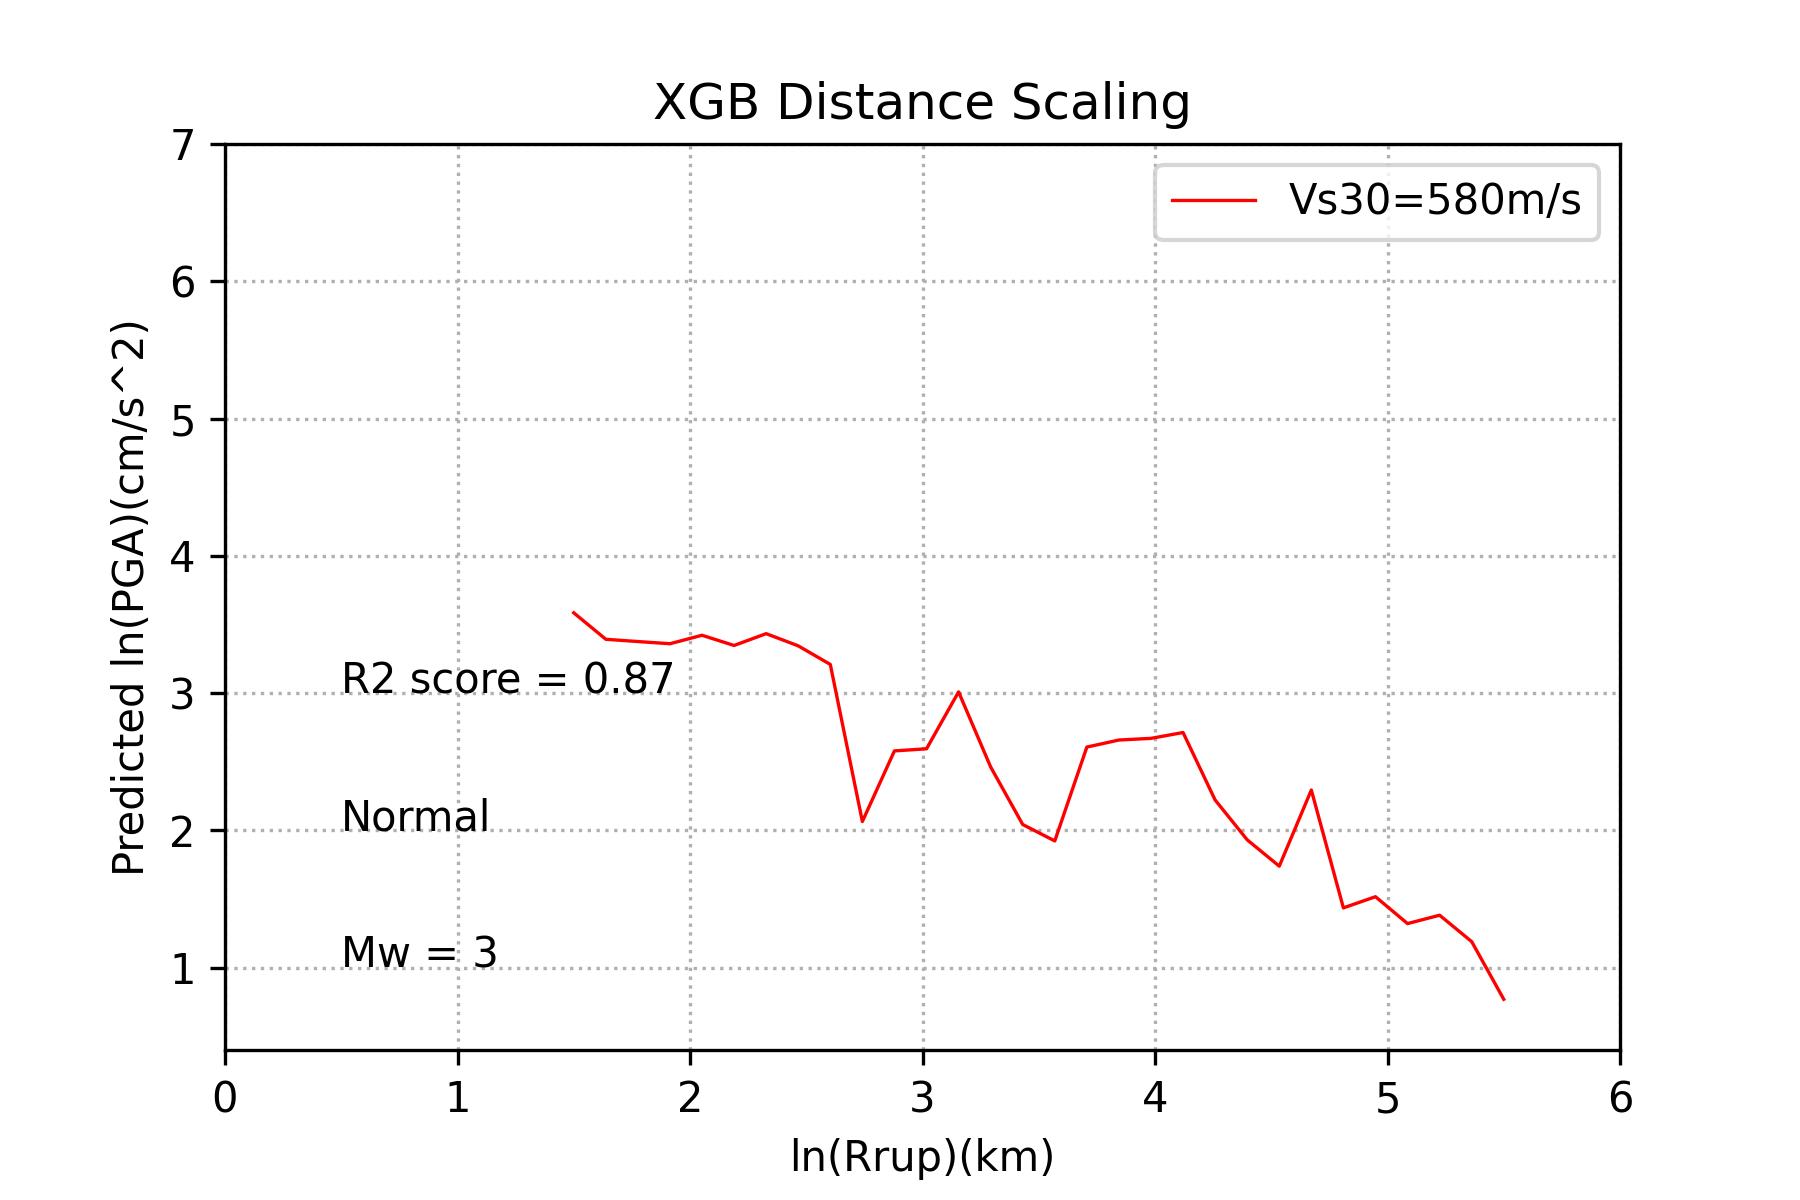 XGB Distance Scaling
Vs30=580m/s
Predicted ln(PGA)(cm/s^2)
7
6
5
4
3
2
1
R2 score = 0.87
Normal
Mw = 3
0 1 2 3 4 5 6
ln(Rrup)(km)